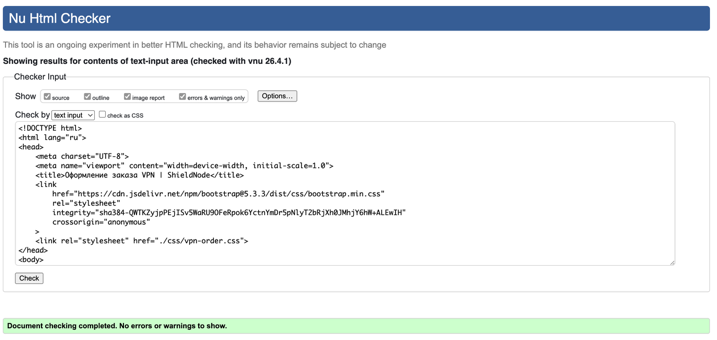 Nu Html Checker
This tool is an ongoing experiment in better HTML checking, and its behavior remains subject to change
Showing results for contents of text-input area (checked with vnu 26.4.1)
Checker Input
Show source outline image report errors & warnings only Options...
Check by text input check as CSS
<!DOCTYPE html>
<html lang="ru">
<head>
    <meta charset="UTF-8">
    <meta name="viewport" content="width=device-width, initial-scale=1.0">
    <title>Оформление заказа VPN | ShieldNode</title>
    <link
        href="https://cdn.jsdelivr.net/npm/bootstrap@5.3.3/dist/css/bootstrap.min.css"
        rel="stylesheet"
        integrity="sha384-QWTKZyjpPEjISv5WaRU9OFeRpok6YctnYmDr5pNlyT2bRjXh0JMhjY6hW+ALEwIH"
        crossorigin="anonymous"
    >
    <link rel="stylesheet" href="./css/vpn-order.css">
</head>
<body>
Check
Document checking completed. No errors or warnings to show.